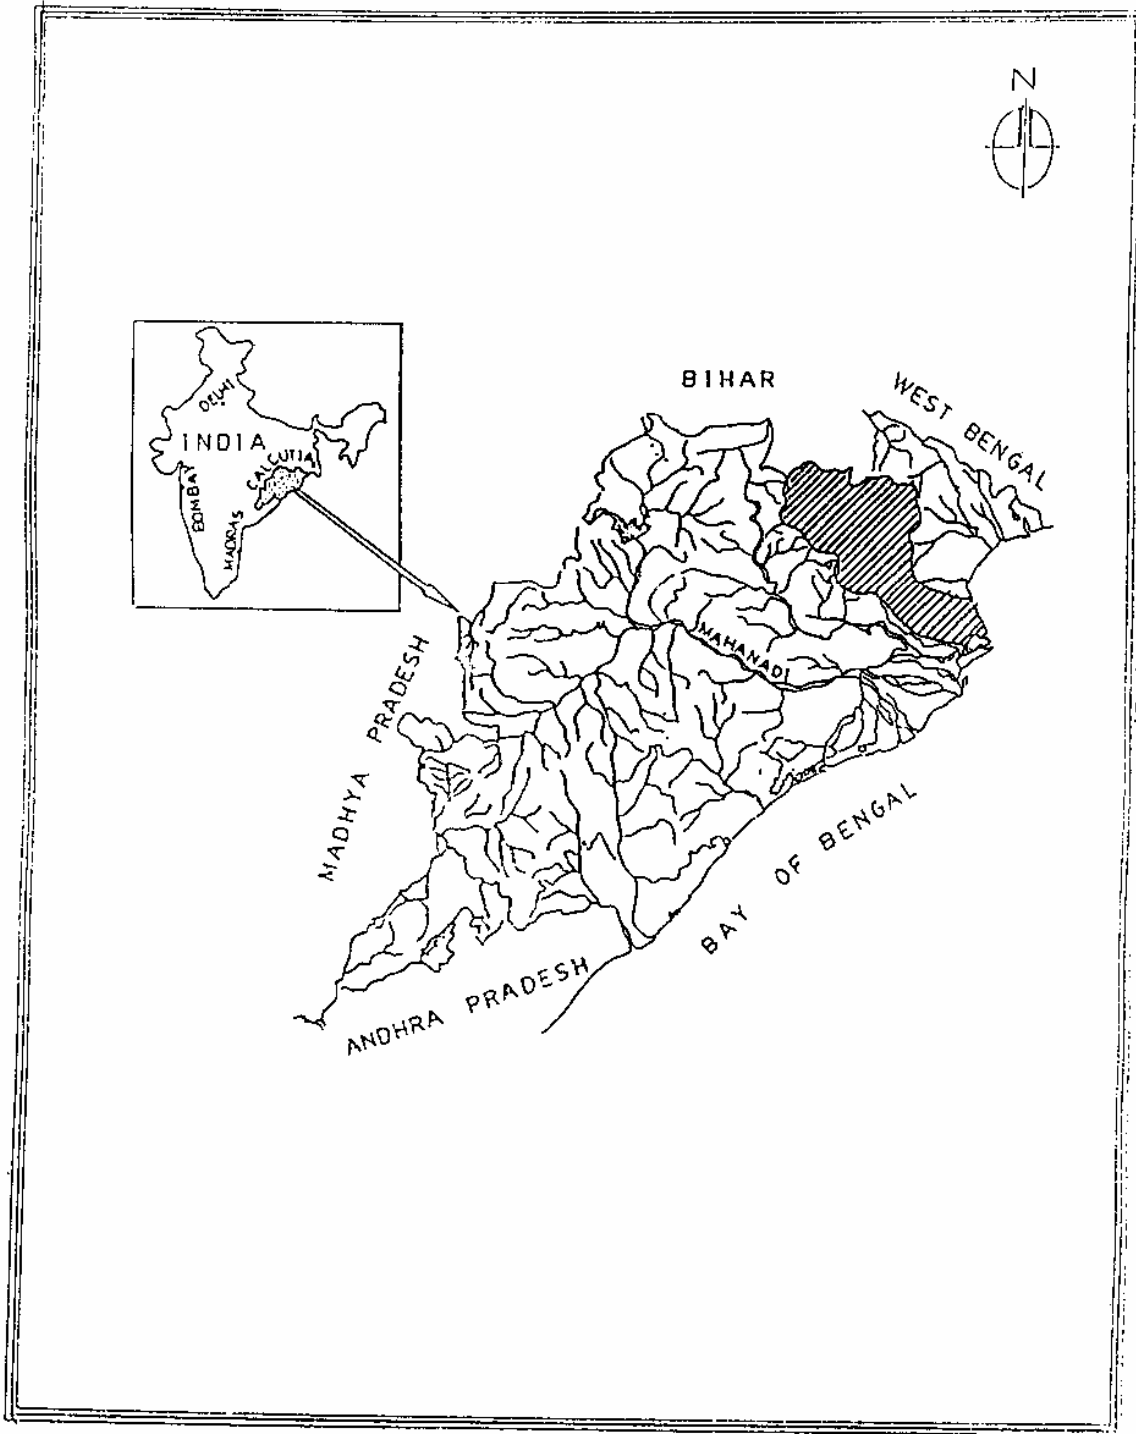 N
BIHAR
WEST BENGAL
DELHI
INDIA
CALCUTTA
BOMBAY
MADRAS
MAHANADI
MADHYA PRADESH
BAY OF BENGAL
ANDHRA PRADESH